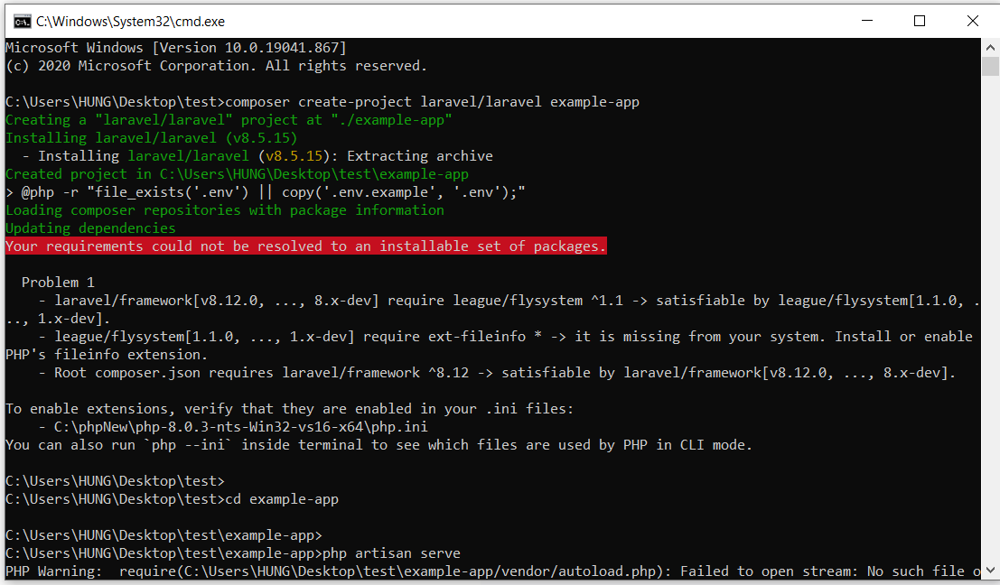 C:\Windows\System32\cmd.exe
Microsoft Windows [Version 10.0.19041.867]
(c) 2020 Microsoft Corporation. All rights reserved.
C:\Users\HUNG\Desktop\test>composer create-project laravel/laravel example-app
Creating a "laravel/laravel" project at "./example-app"
Installing laravel/laravel (v8.5.15)
  - Installing laravel/laravel (v8.5.15): Extracting archive
Created project in C:\Users\HUNG\Desktop\test\example-app
> @php -r "file_exists('.env') || copy('.env.example', '.env');"
Loading composer repositories with package information
Updating dependencies
Your requirements could not be resolved to an installable set of packages.
  Problem 1
    - laravel/framework[v8.12.0, ..., 8.x-dev] require league/flysystem ^1.1 -> satisfiable by league/flysystem[1.1.0, .
.., 1.x-dev].
    - league/flysystem[1.1.0, ..., 1.x-dev] require ext-fileinfo * -> it is missing from your system. Install or enable
PHP's fileinfo extension.
    - Root composer.json requires laravel/framework ^8.12 -> satisfiable by laravel/framework[v8.12.0, ..., 8.x-dev].
To enable extensions, verify that they are enabled in your .ini files:
    - C:\phpNew\php-8.0.3-nts-Win32-vs16-x64\php.ini
You can also run `php --ini` inside terminal to see which files are used by PHP in CLI mode.
C:\Users\HUNG\Desktop\test>
C:\Users\HUNG\Desktop\test>cd example-app
C:\Users\HUNG\Desktop\test\example-app>
C:\Users\HUNG\Desktop\test\example-app>php artisan serve
PHP Warning:  require(C:\Users\HUNG\Desktop\test\example-app/vendor/autoload.php): Failed to open stream: No such file o